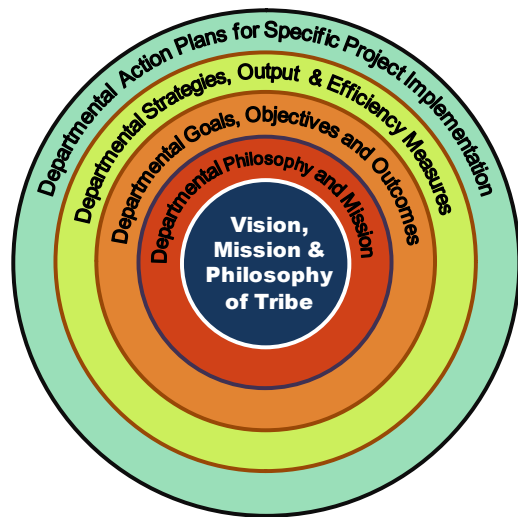 Departmental Action Plans for Specific Project Implementation
Departmental Strategies, Output & Efficiency Measures
Departmental Goals, Objectives and Outcomes
Departmental Philosophy and Mission
Vision,
Mission &
Philosophy
of Tribe